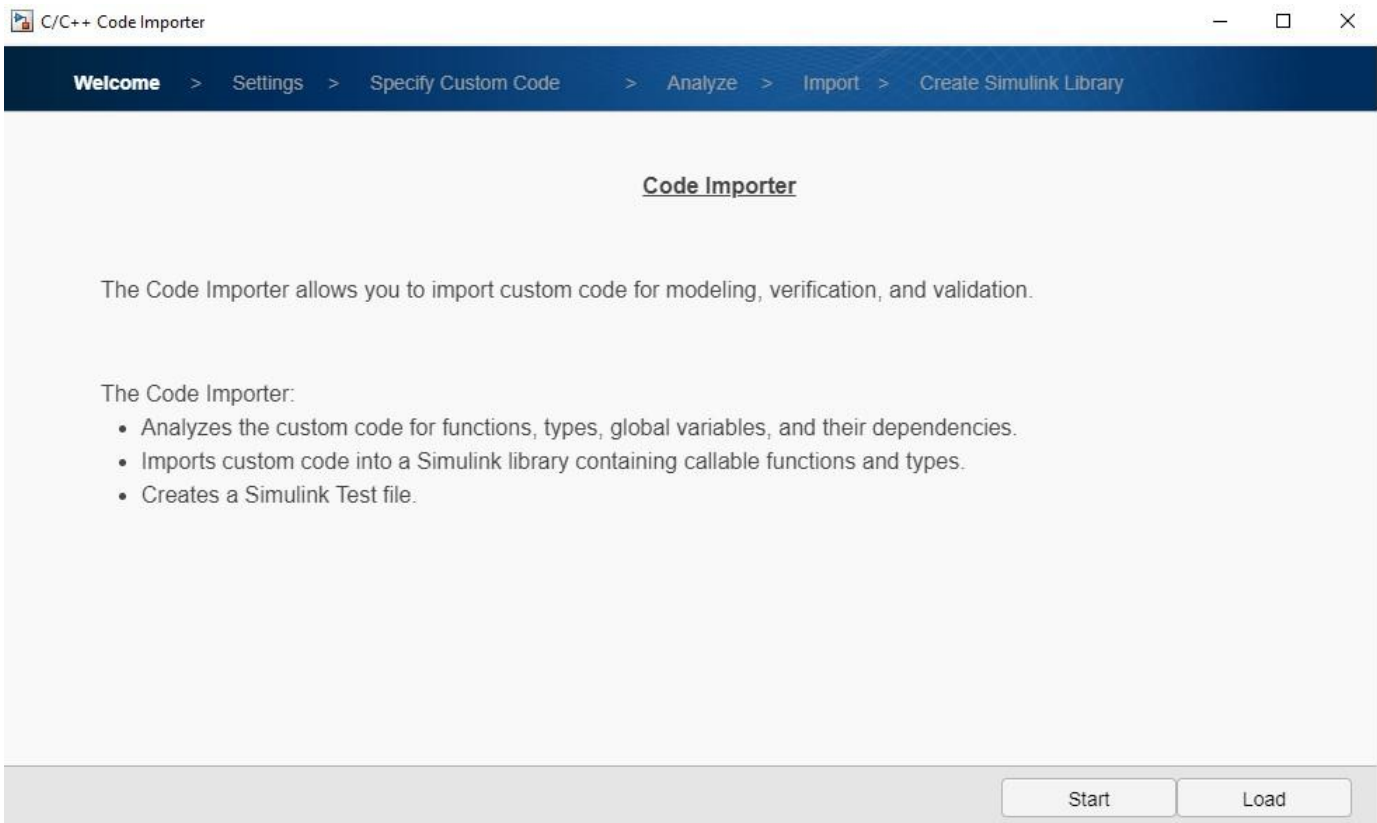 C/C++ Code Importer
Welcome > Settings > Specify Custom Code > Analyze > Import > Create Simulink Library
Code Importer
The Code Importer allows you to import custom code for modeling, verification, and validation.
The Code Importer:
• Analyzes the custom code for functions, types, global variables, and their dependencies.
• Imports custom code into a Simulink library containing callable functions and types.
• Creates a Simulink Test file.
Start Load